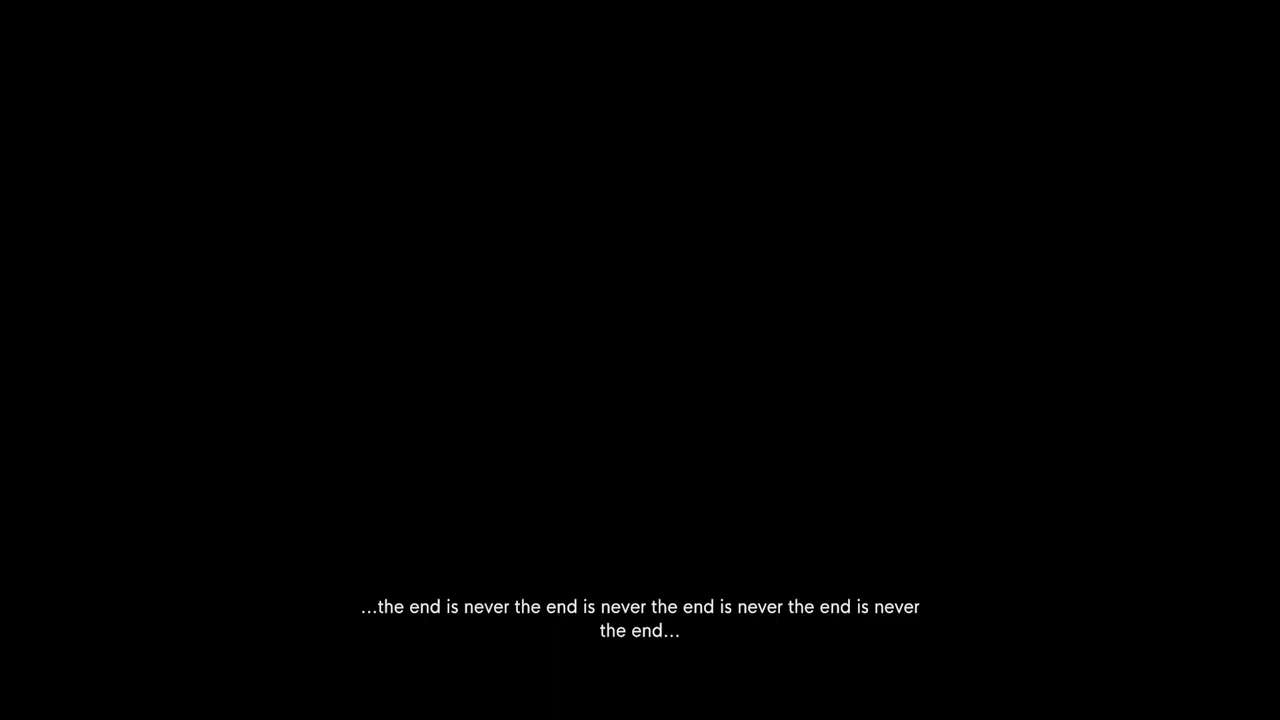 ...the end is never the end is never the end is never the end is never
the end...